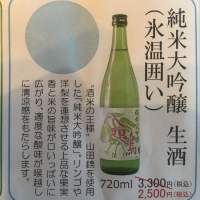 純米大吟醸 生酒
（氷温囲い）
“酒米の王様”山田錦を使用
した、純米大吟醸。リンゴや
洋梨を連想させる上品な果実
香と米の旨味が口いっぱいに
広がり、適度な酸味が喉越し
に清涼感をもたらします。
720ml 3,300円(税込)
2,500円(税込)